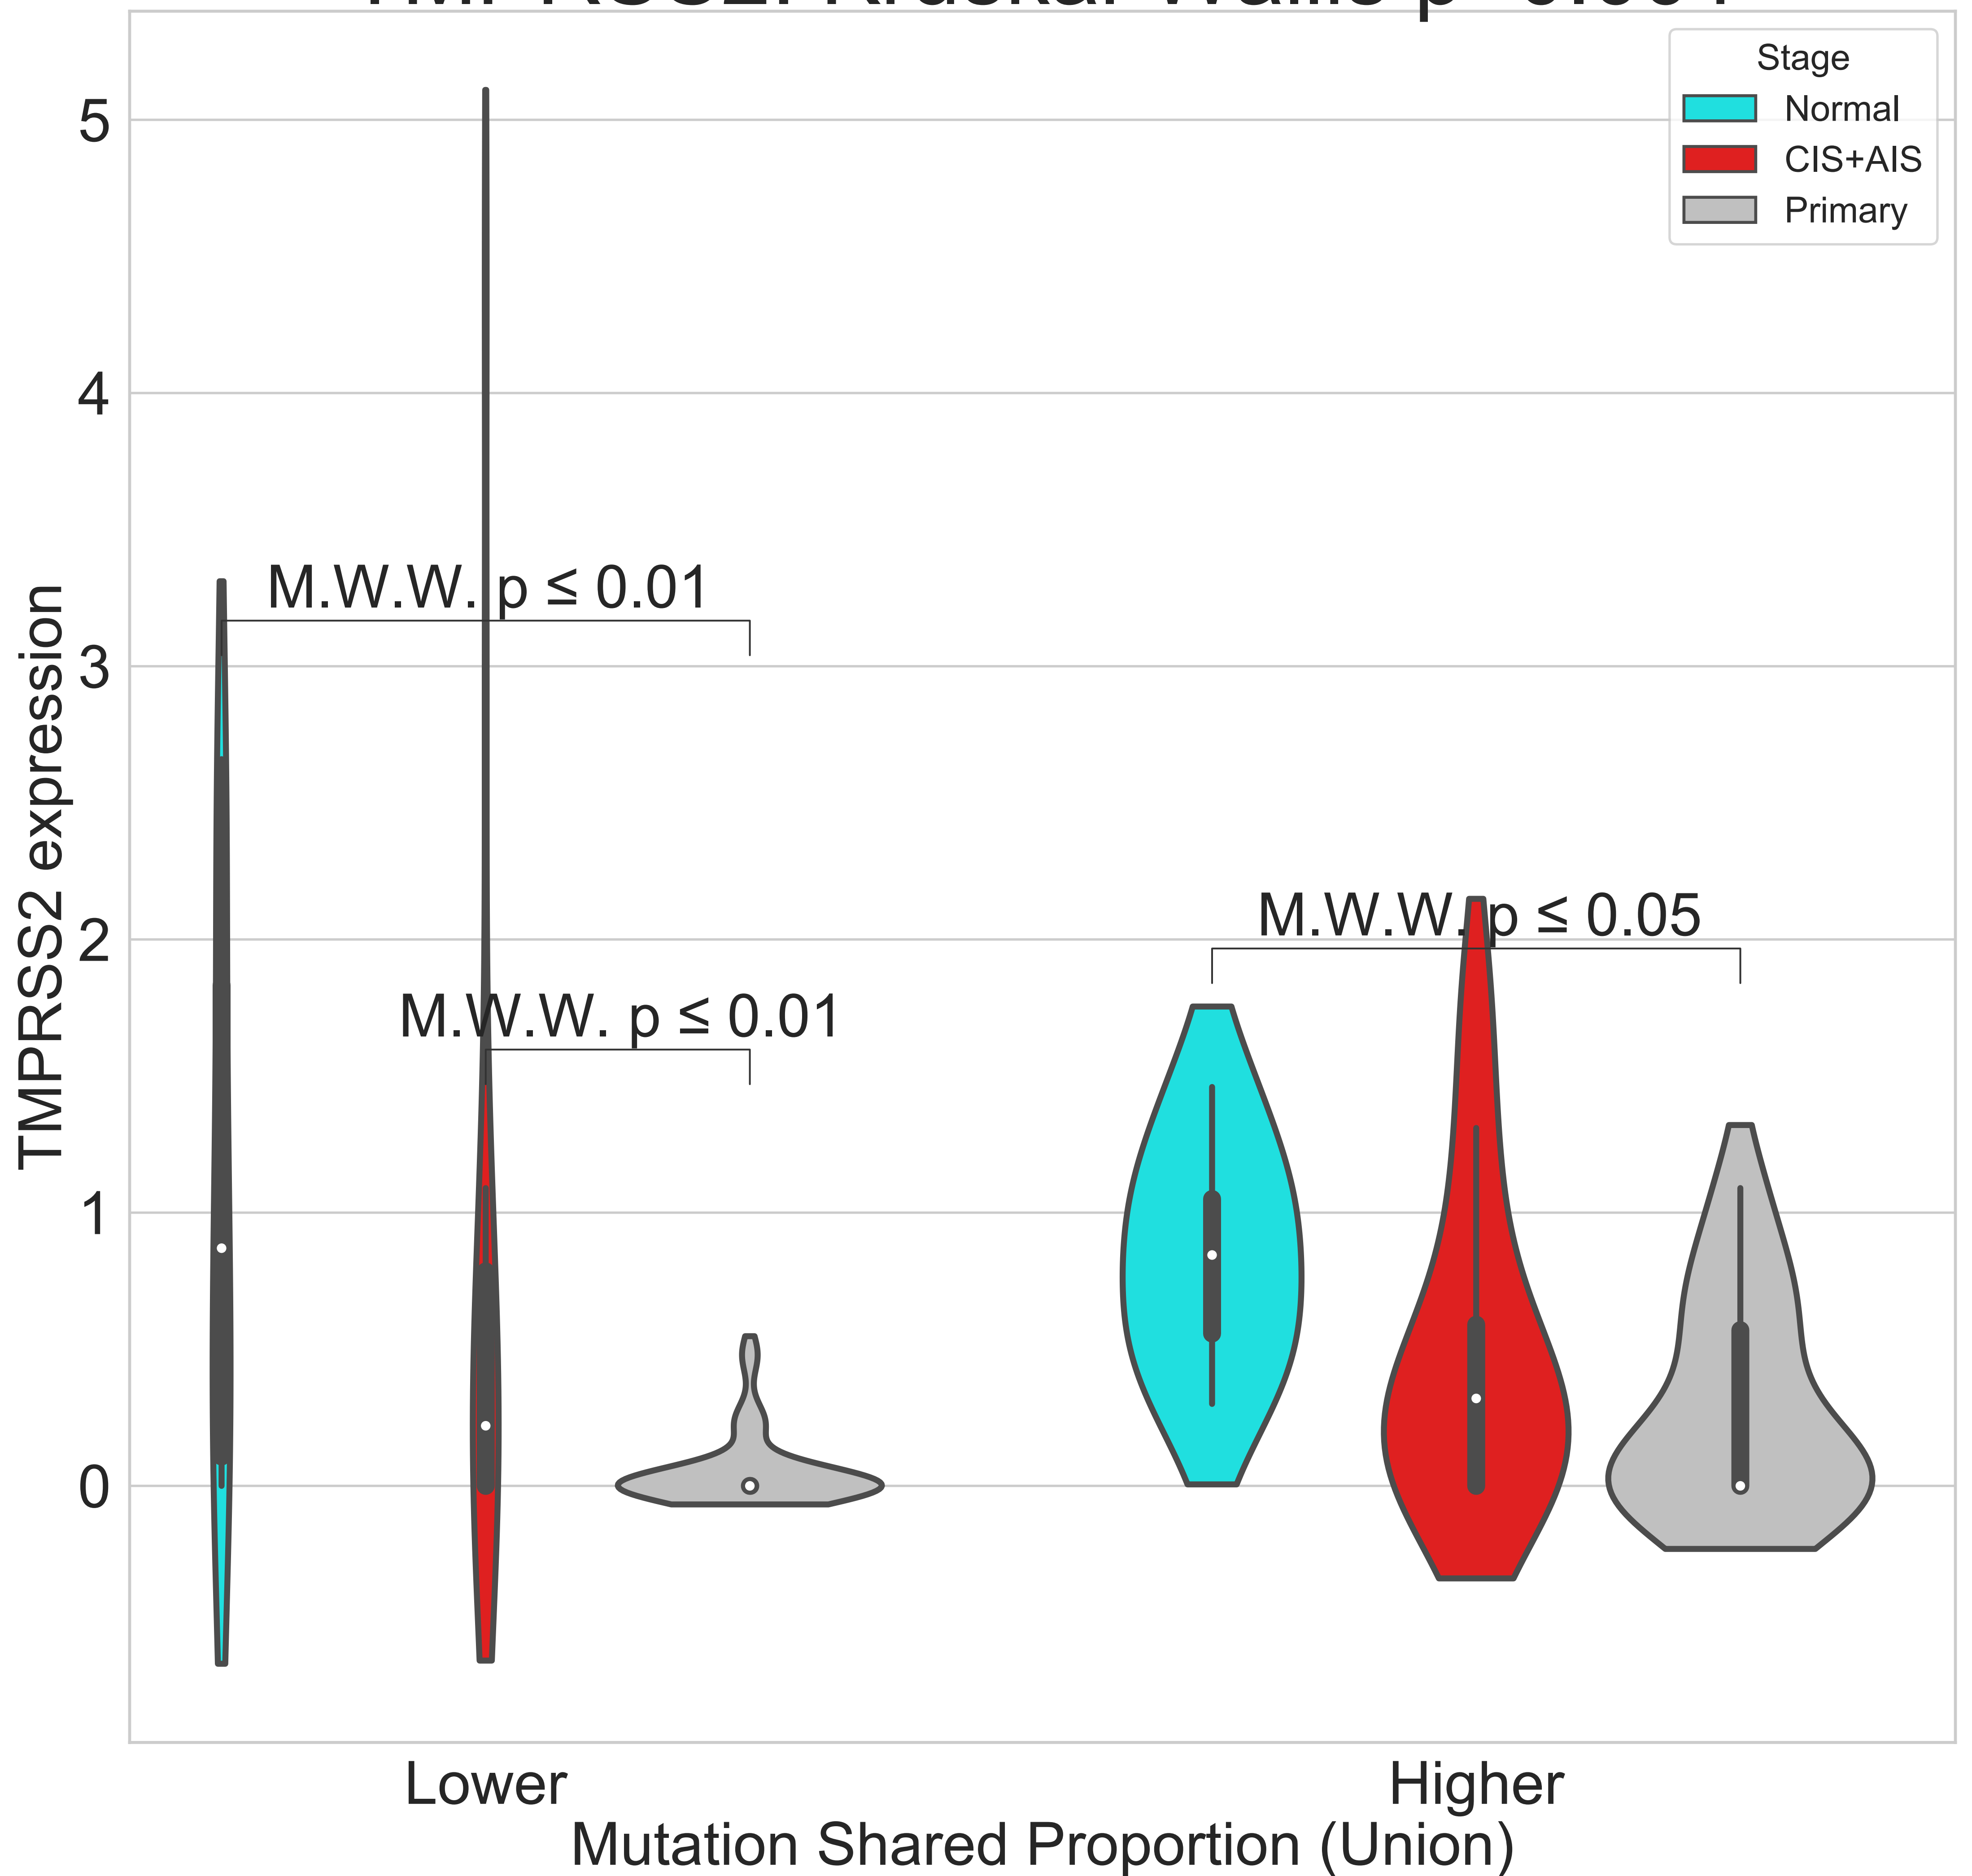 Stage
Normal
CIS+AIS
Primary
5
4
3
2
1
0
TMPRSS2 expression
M.W.W. p ≤ 0.01
M.W.W. p ≤ 0.05
M.W.W. p ≤ 0.01
Lower
Higher
Mutation Shared Proportion (Union)